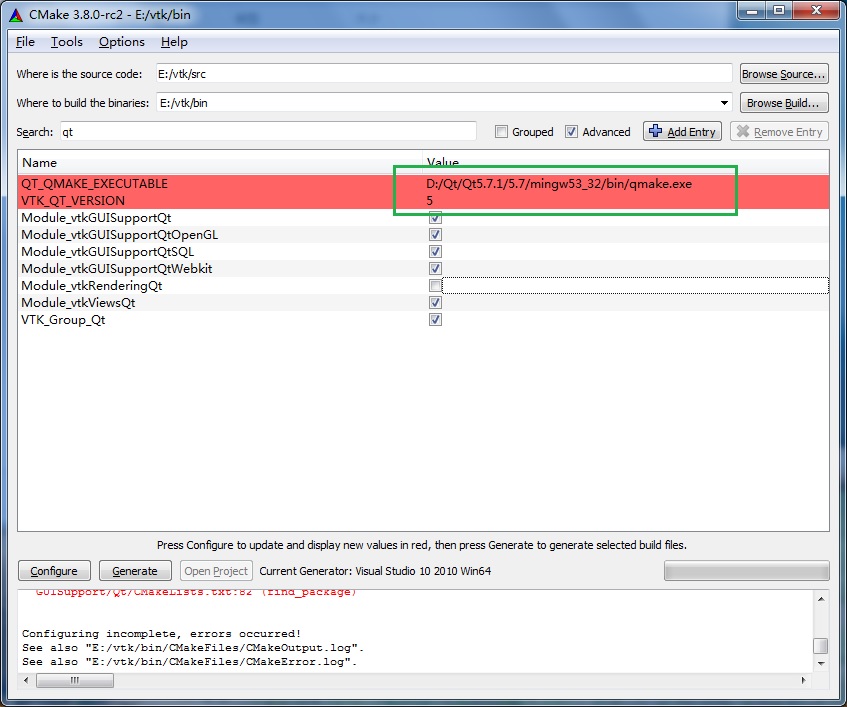 CMake 3.8.0-rc2 - E:/vtk/bin
File Tools Options Help
Where is the source code: E:/vtk/src Browse Source...
Where to build the binaries: E:/vtk/bin Browse Build...
Search: qt Grouped Advanced Add Entry Remove Entry
Name Value
QT_QMAKE_EXECUTABLE D:/Qt/Qt5.7.1/5.7/mingw53_32/bin/qmake.exe
VTK_QT_VERSION 5
Module_vtkGUISupportQt
Module_vtkGUISupportQtOpenGL
Module_vtkGUISupportQtSQL
Module_vtkGUISupportQtWebkit
Module_vtkRenderingQt
Module_vtkViewsQt
VTK_Group_Qt
Press Configure to update and display new values in red, then press Generate to generate selected build files.
Configure Generate Open Project Current Generator: Visual Studio 10 2010 Win64
GUISupport/Qt/CMakeLists.txt:82 (find_package)
Configuring incomplete, errors occurred!
See also "E:/vtk/bin/CMakeFiles/CMakeOutput.log".
See also "E:/vtk/bin/CMakeFiles/CMakeError.log".